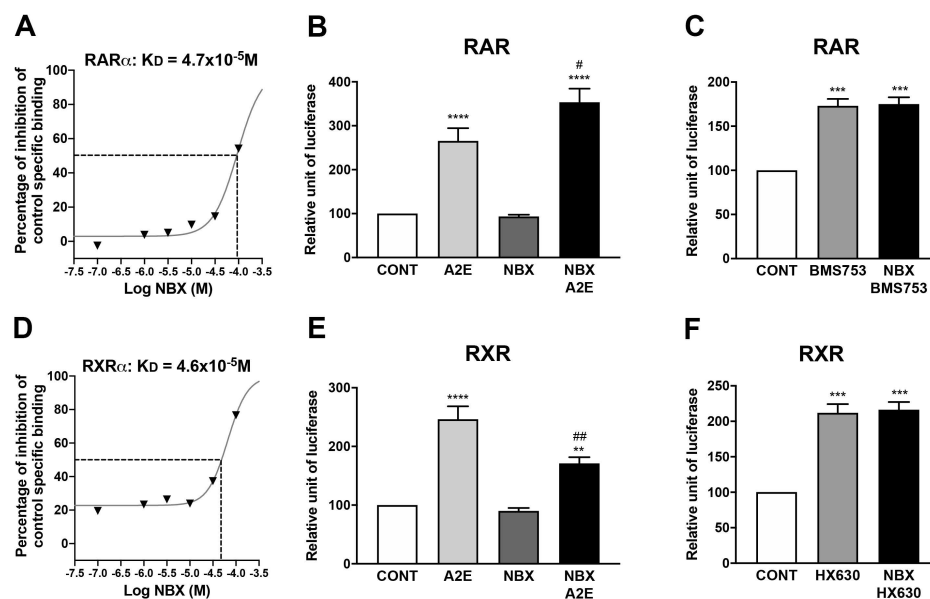 A
RARα: KD = 4.7x10-5M
Percentage of inhibition of
control specific binding
100
80
60
40
20
0
-7.5 -7.0 -6.5 -6.0 -5.5 -5.0 -4.5 -4.0 -3.5
Log NBX (M)
B
RAR
Relative unit of luciferase
400
300
200
100
0
****
#
****
CONT A2E NBX NBX
A2E
C
RAR
Relative unit of luciferase
200
150
100
50
0
*** ***
CONT BMS753 NBX
BMS753
D
RXRα: KD = 4.6x10-5M
Percentage of inhibition of
control specific binding
100
80
60
40
20
0
-7.5 -7.0 -6.5 -6.0 -5.5 -5.0 -4.5 -4.0 -3.5
Log NBX (M)
E
RXR
Relative unit of luciferase
300
200
100
0
****
##
**
CONT A2E NBX NBX
A2E
F
RXR
Relative unit of luciferase
250
200
150
100
50
0
*** ***
CONT HX630 NBX
HX630